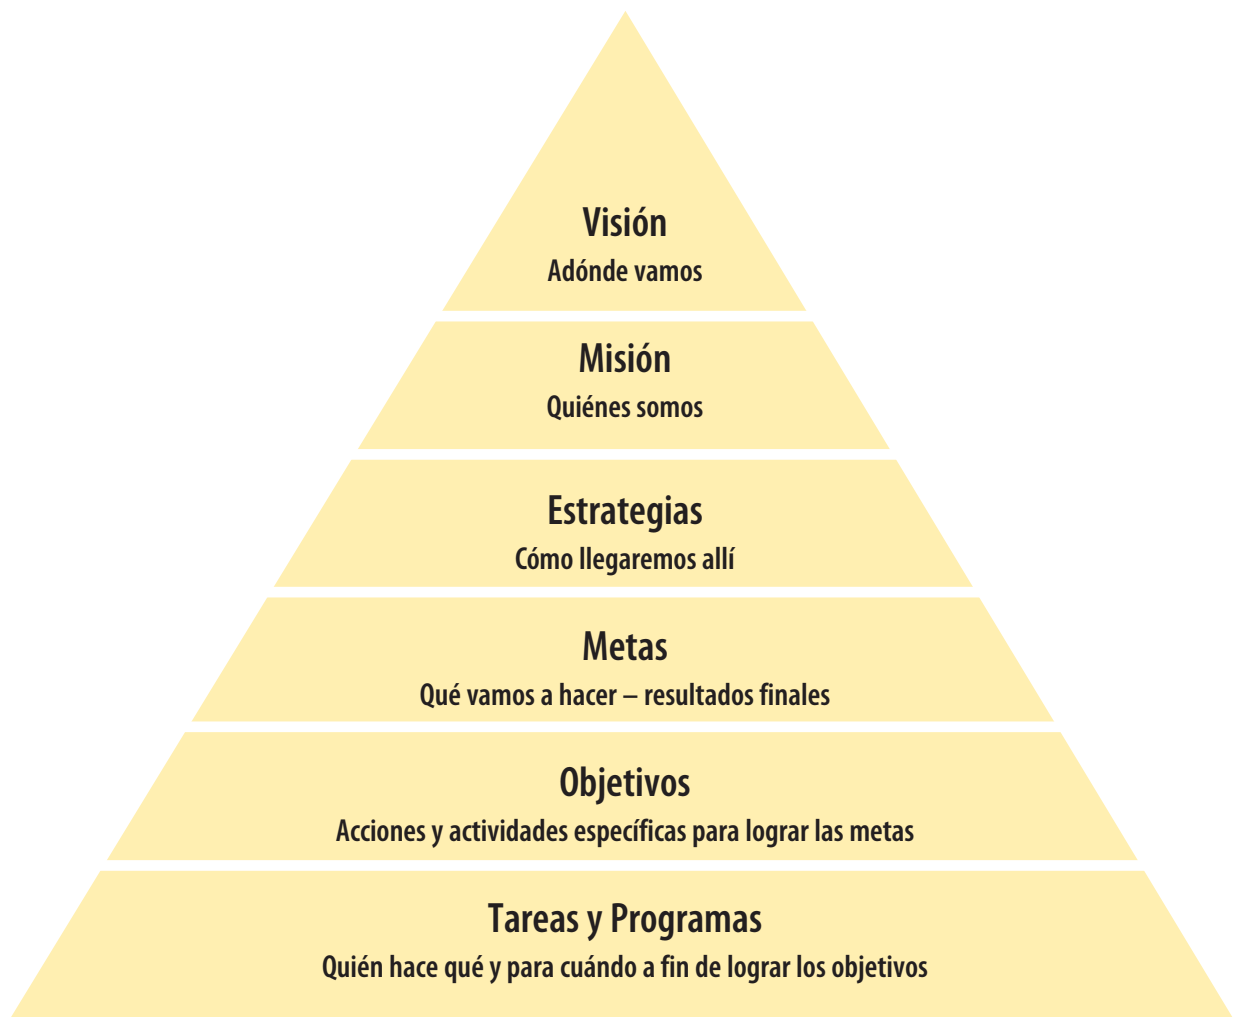 Visión
Adónde vamos
Misión
Quiénes somos
Estrategias
Cómo llegaremos allí
Metas
Qué vamos a hacer – resultados finales
Objetivos
Acciones y actividades específicas para lograr las metas
Tareas y Programas
Quién hace qué y para cuándo a fin de lograr los objetivos